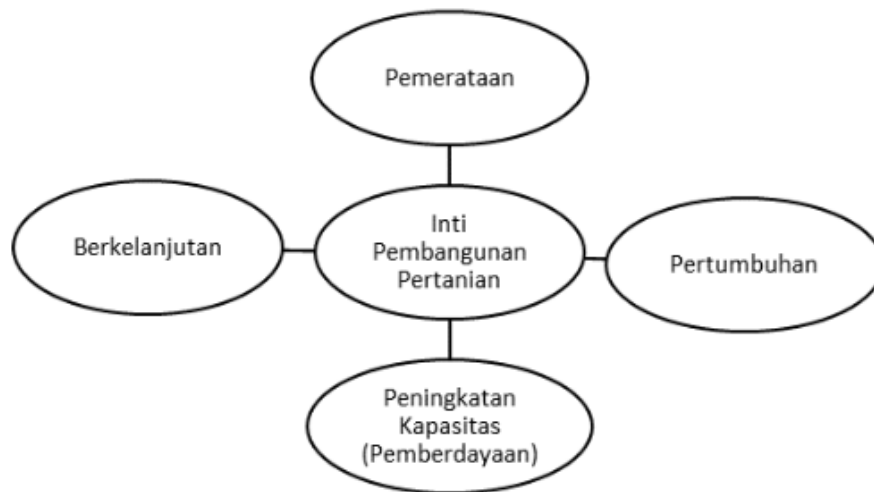 Pemerataan
Berkelanjutan
Inti
Pembangunan
Pertanian
Pertumbuhan
Peningkatan
Kapasitas
(Pemberdayaan)